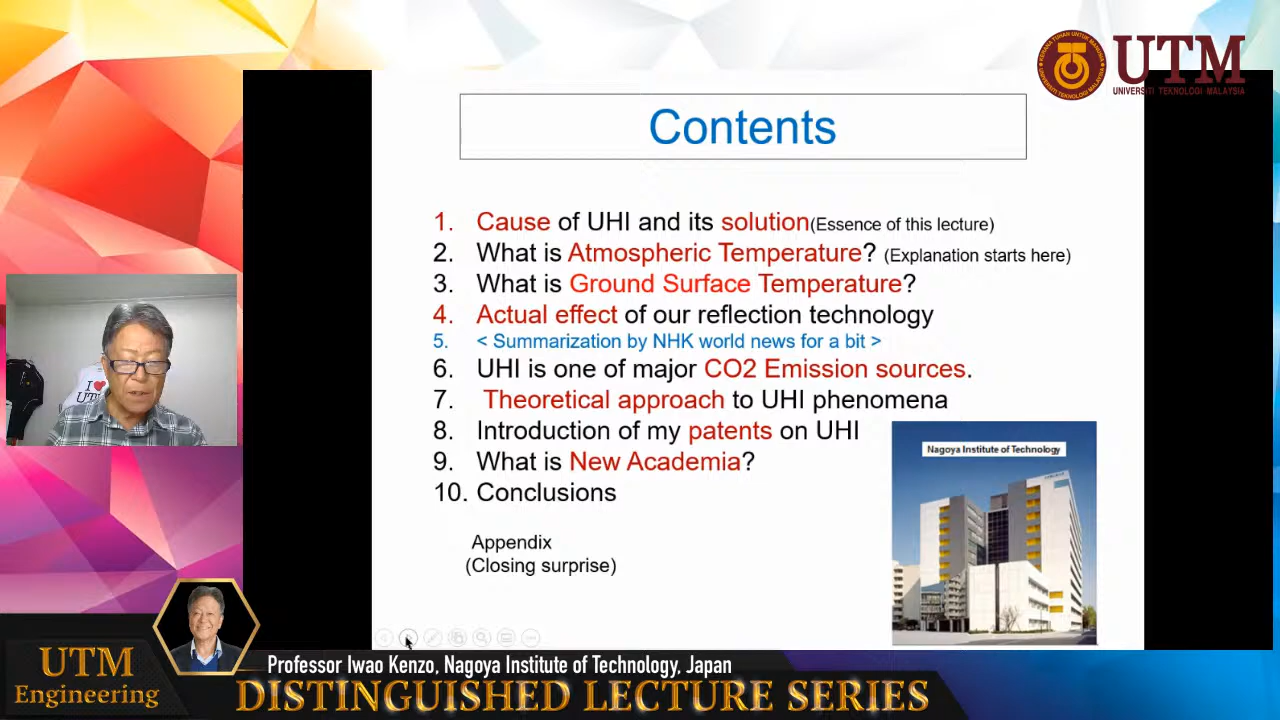 UTM
UNIVERSITI TEKNOLOGI MALAYSIA
Contents
1. Cause of UHI and its solution(Essence of this lecture)
2. What is Atmospheric Temperature? (Explanation starts here)
3. What is Ground Surface Temperature?
4. Actual effect of our reflection technology
5. < Summarization by NHK world news for a bit >
6. UHI is one of major CO2 Emission sources.
7. Theoretical approach to UHI phenomena
8. Introduction of my patents on UHI
9. What is New Academia?
10. Conclusions
Appendix
(Closing surprise)
Nagoya Institute of Technology
I ❤
UTM
Engineering
Professor Iwao Kenzo, Nagoya Institute of Technology, Japan
DISTINGUISHED LECTURE SERIES